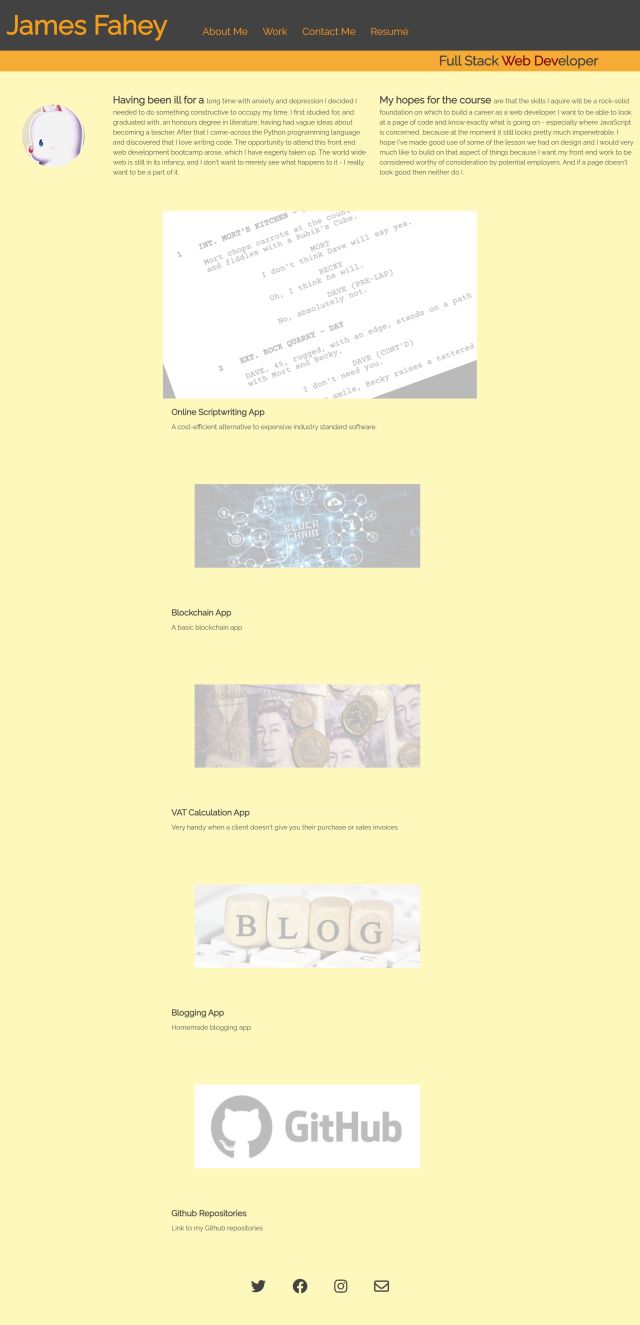 James Fahey
About Me Work Contact Me Resumé
Full Stack Web Developer
Having been ill for a long time with anxiety and depression I decided I
needed to do something constructive to occupy my time. I first studied for, and
graduated with, an honours degree in literature, having had vague ideas about
becoming a teacher. After that I came-across the Python programming language
and discovered that I love writing code. The opportunity to attend this front end
web development bootcamp arose, which I have eagerly taken up. The world wide
web is still in its infancy, and I don't want to merely see what happens to it - I really
want to be a part of it.
My hopes for the course are that the skills I aquire will be a rock-solid
foundation on which to build a career as a web developer. I want to be able to look
at a page of code and know exactly what is going on - especially where JavaScript
is concerned, because at the moment it still looks pretty much impenetrable. I
hope I've made good use of some of the lesson we had on design and I would very
much like to build on that aspect of things because I want my front end work to be
considered worthy of consideration by potential employers. And if a page doesn't
look good then neither do I.
1 INT. MORT'S KITCHEN -
Mort chops carrots at the
and fiddles with a Rubik's Cube.
MORT
I don't think Dave will say yes.
BECKY
Oh, I think he will.
DAVE (PRE-LAP)
No, absolutely not.
2 EXT. ROCK QUARRY - DAY
DAVE, 45, rugged, with an edge, stands on a path
with Mort and Becky.
DAVE (CONT'D)
I don't need you.
smile, Becky raises a tattered
Online Scriptwriting App
A cost-efficient alternative to expensive industry standard software.
BLOCK
CHAIN
Blockchain App
A basic blockchain app
VAT Calculation App
Very handy when a client doesn't give you their purchase or sales invoices
BLOG
Blogging App
Homemade blogging app
GitHub
Github Repositories
Link to my Github repositories